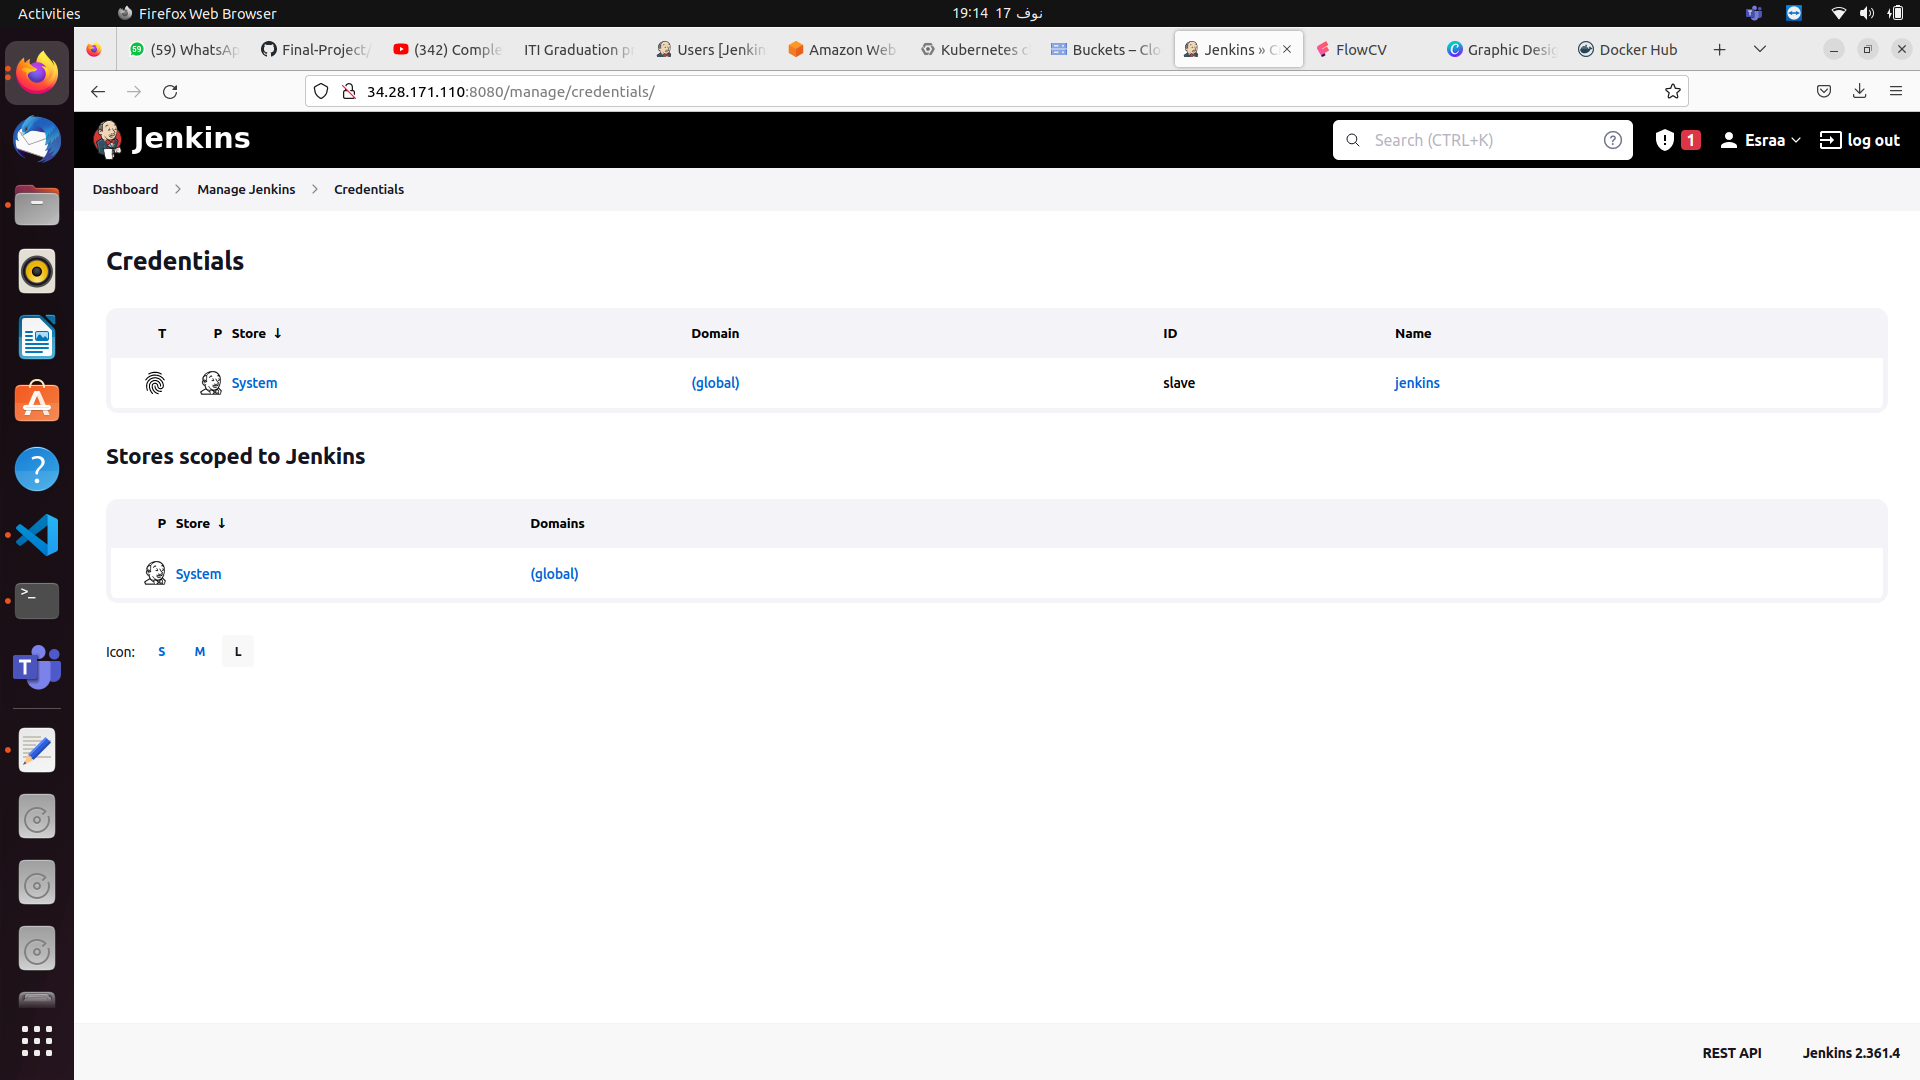 Activities
Firefox Web Browser
19:14 17 نوف
(59) WhatsAp
Final-Project/
(342) Comple
ITI Graduation pr
Users [Jenkin
Amazon Web
Kubernetes c
Buckets – Clo
Jenkins » C
FlowCV
Graphic Desig
Docker Hub
34.28.171.110:8080/manage/credentials/
Jenkins
Search (CTRL+K)
1
Esraa
log out
Dashboard
Manage Jenkins
Credentials
Credentials
T P Store ↓ Domain ID Name
System (global) slave jenkins
Stores scoped to Jenkins
P Store ↓ Domains
System (global)
Icon: S M L
REST API
Jenkins 2.361.4